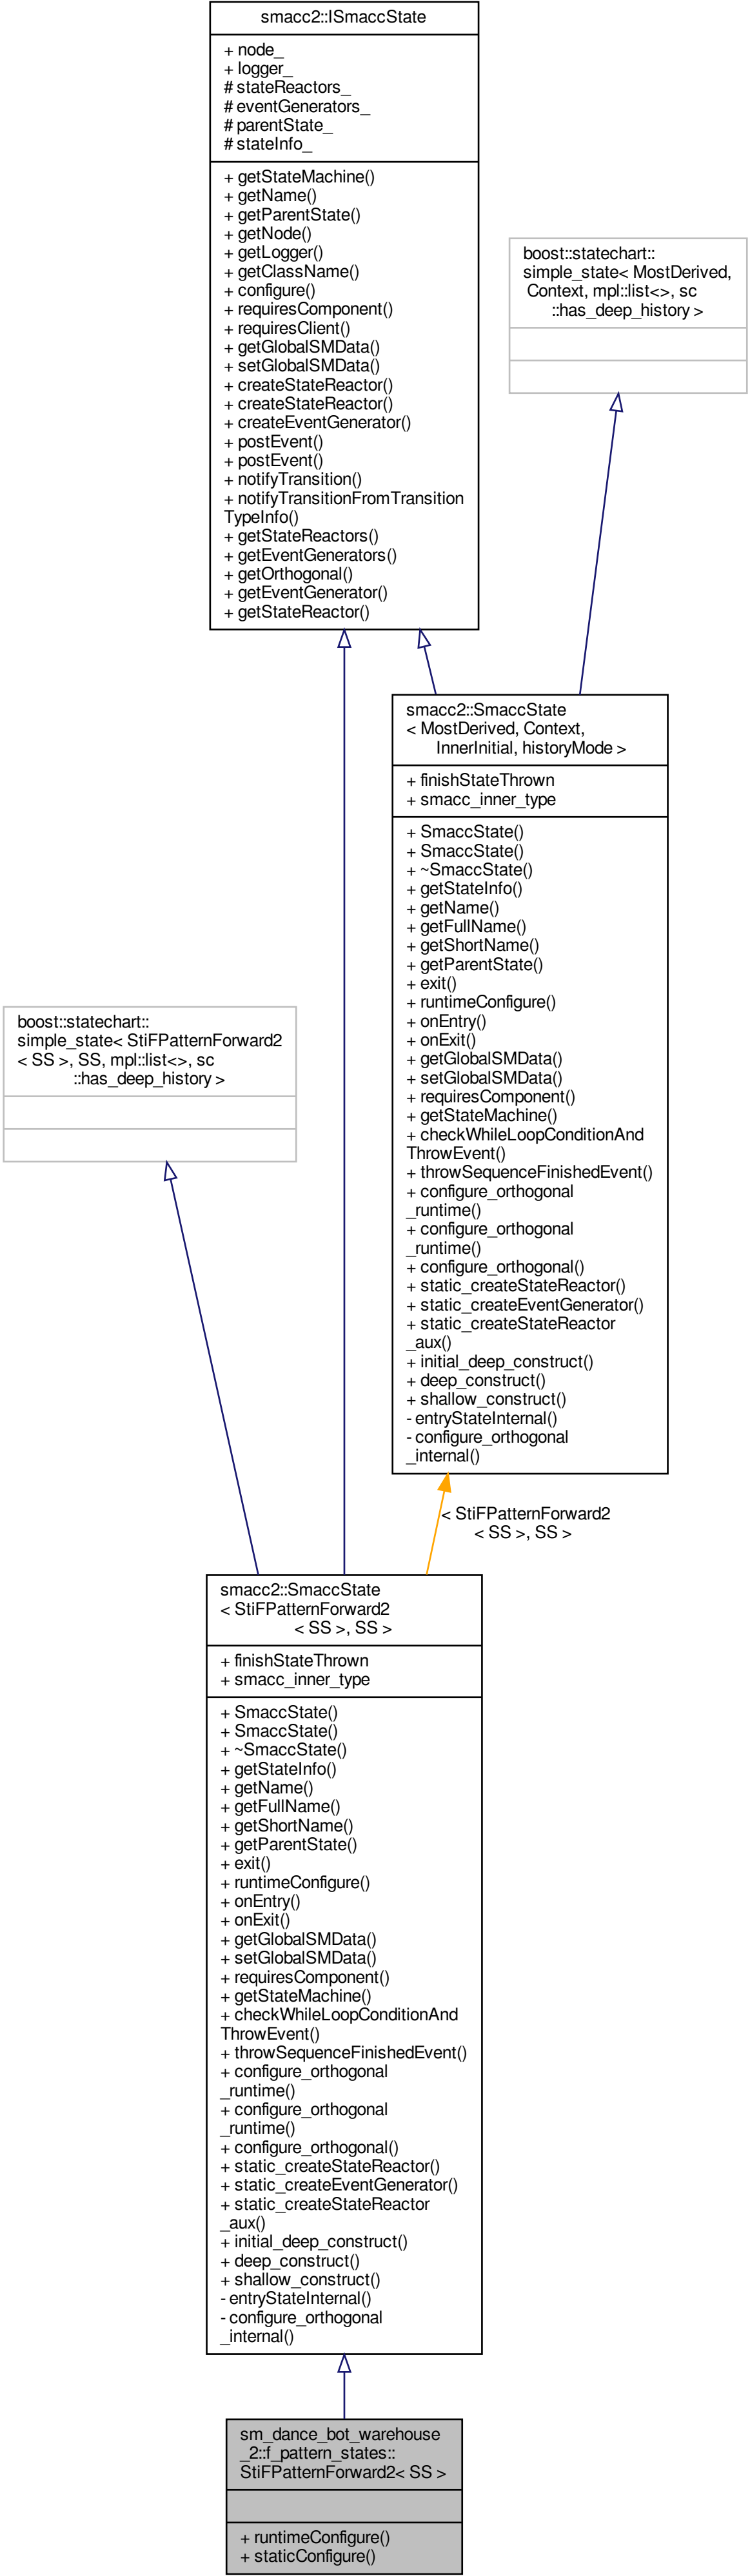 smacc2::ISmaccState
+ node_
+ logger_
# stateReactors_
# eventGenerators_
# parentState_
# stateInfo_
+ getStateMachine()
+ getName()
+ getParentState()
+ getNode()
+ getLogger()
+ getClassName()
+ configure()
+ requiresComponent()
+ requiresClient()
+ getGlobalSMData()
+ setGlobalSMData()
+ createStateReactor()
+ createStateReactor()
+ createEventGenerator()
+ postEvent()
+ postEvent()
+ notifyTransition()
+ notifyTransitionFromTransition
TypeInfo()
+ getStateReactors()
+ getEventGenerators()
+ getOrthogonal()
+ getEventGenerator()
+ getStateReactor()
boost::statechart::
simple_state< MostDerived,
Context, mpl::list<>, sc
::has_deep_history >
smacc2::SmaccState
< MostDerived, Context,
InnerInitial, historyMode >
+ finishStateThrown
+ smacc_inner_type
+ SmaccState()
+ SmaccState()
+ ~SmaccState()
+ getStateInfo()
+ getName()
+ getFullName()
+ getShortName()
+ getParentState()
+ exit()
+ runtimeConfigure()
+ onEntry()
+ onExit()
+ getGlobalSMData()
+ setGlobalSMData()
+ requiresComponent()
+ getStateMachine()
+ checkWhileLoopConditionAnd
ThrowEvent()
+ throwSequenceFinishedEvent()
+ configure_orthogonal
_runtime()
+ configure_orthogonal
_runtime()
+ configure_orthogonal()
+ static_createStateReactor()
+ static_createEventGenerator()
+ static_createStateReactor
_aux()
+ initial_deep_construct()
+ deep_construct()
+ shallow_construct()
- entryStateInternal()
- configure_orthogonal
_internal()
boost::statechart::
simple_state< StiFPatternForward2
< SS >, SS, mpl::list<>, sc
::has_deep_history >
< StiFPatternForward2
< SS >, SS >
smacc2::SmaccState
< StiFPatternForward2
< SS >, SS >
+ finishStateThrown
+ smacc_inner_type
+ SmaccState()
+ SmaccState()
+ ~SmaccState()
+ getStateInfo()
+ getName()
+ getFullName()
+ getShortName()
+ getParentState()
+ exit()
+ runtimeConfigure()
+ onEntry()
+ onExit()
+ getGlobalSMData()
+ setGlobalSMData()
+ requiresComponent()
+ getStateMachine()
+ checkWhileLoopConditionAnd
ThrowEvent()
+ throwSequenceFinishedEvent()
+ configure_orthogonal
_runtime()
+ configure_orthogonal
_runtime()
+ configure_orthogonal()
+ static_createStateReactor()
+ static_createEventGenerator()
+ static_createStateReactor
_aux()
+ initial_deep_construct()
+ deep_construct()
+ shallow_construct()
- entryStateInternal()
- configure_orthogonal
_internal()
sm_dance_bot_warehouse
_2::f_pattern_states::
StiFPatternForward2< SS >
+ runtimeConfigure()
+ staticConfigure()